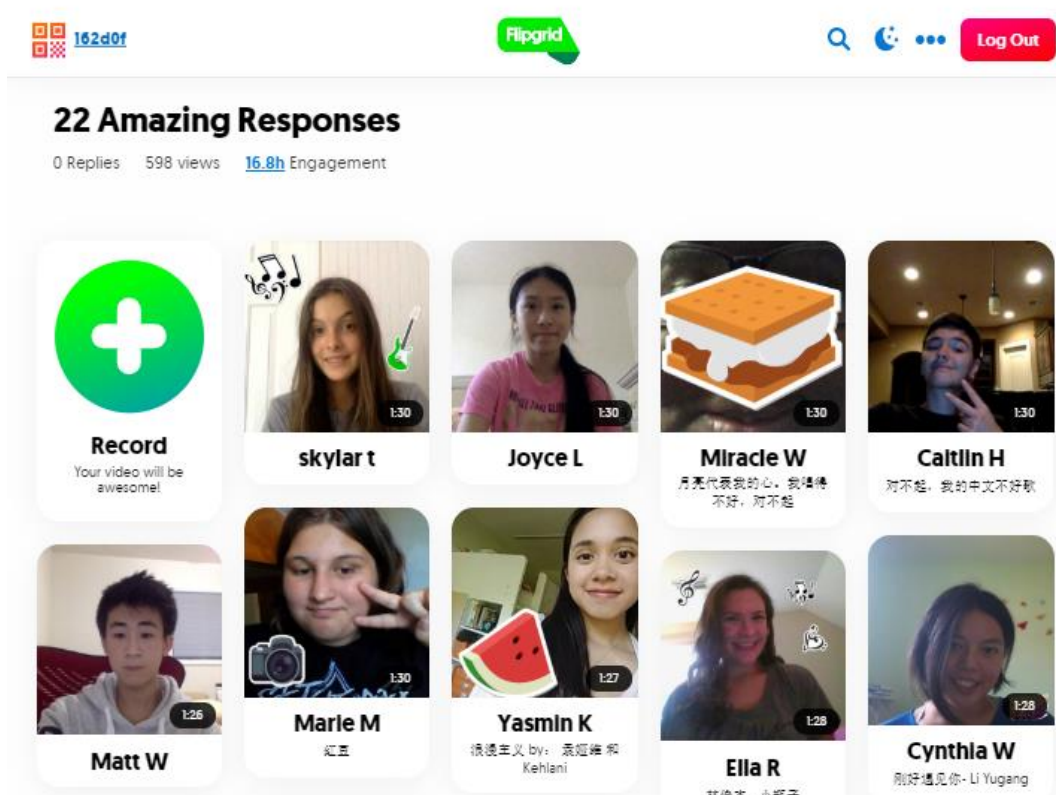 162d0f
Flipgrid
Log Out
22 Amazing Responses
0 Replies 598 views 16.8h Engagement
Record
Your video will be
awesome!
1:30
skylar t
1:30
Joyce L
1:30
Miracle W
月亮代表我的心。我唱得
不好，对不起
1:30
Caitlin H
对不起，我的中文不好歌
1:26
Matt W
1:30
Marie M
红豆
1:27
Yasmin K
浪漫主义 by： 袁娅维 和
Kehlani
1:28
Ella R
1:28
Cynthia W
刚好遇见你- Li Yugang